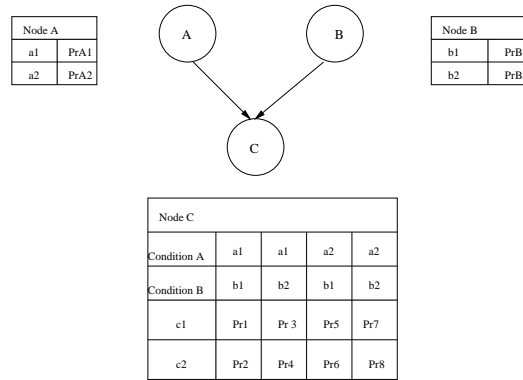 Node A
a1 PrA1
a2 PrA2
A
B
Node B
b1 PrB
b2 PrB
C
Node C
Condition A a1 a1 a2 a2
Condition B b1 b2 b1 b2
c1 Pr1 Pr 3 Pr5 Pr7
c2 Pr2 Pr4 Pr6 Pr8